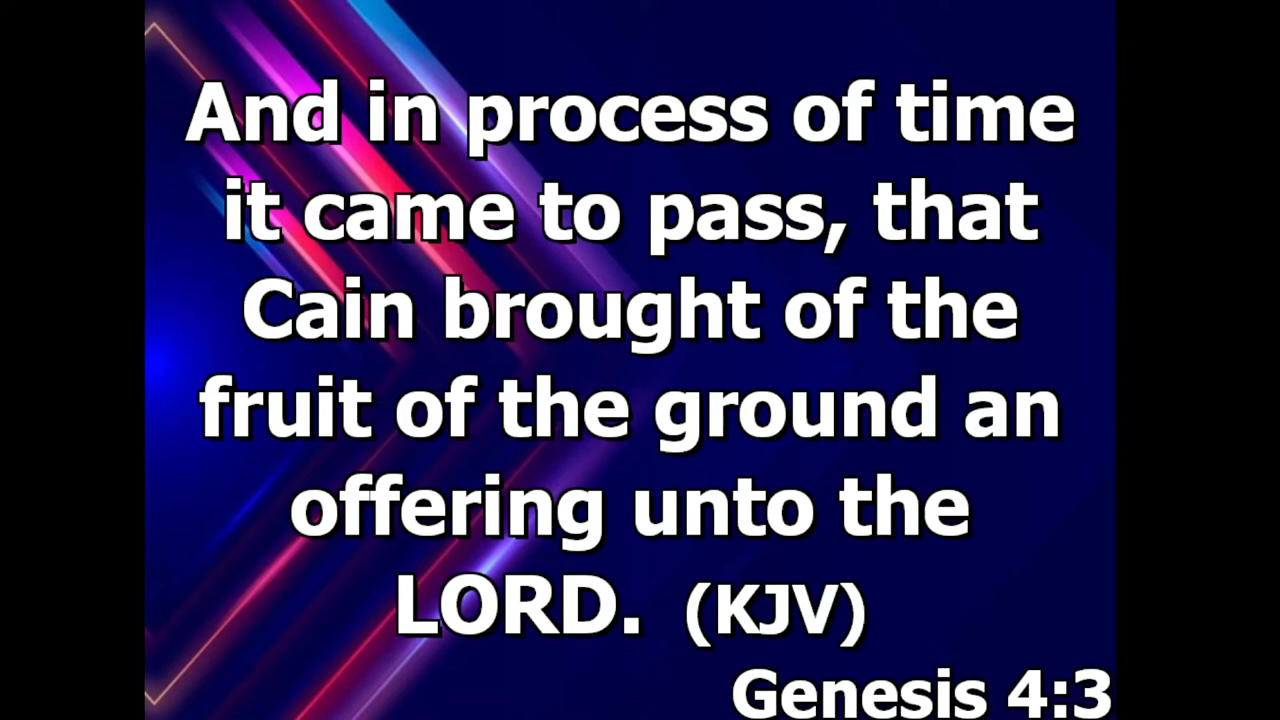 And in process of time
it came to pass, that
Cain brought of the
fruit of the ground an
offering unto the
LORD. (KJV)
Genesis 4:3